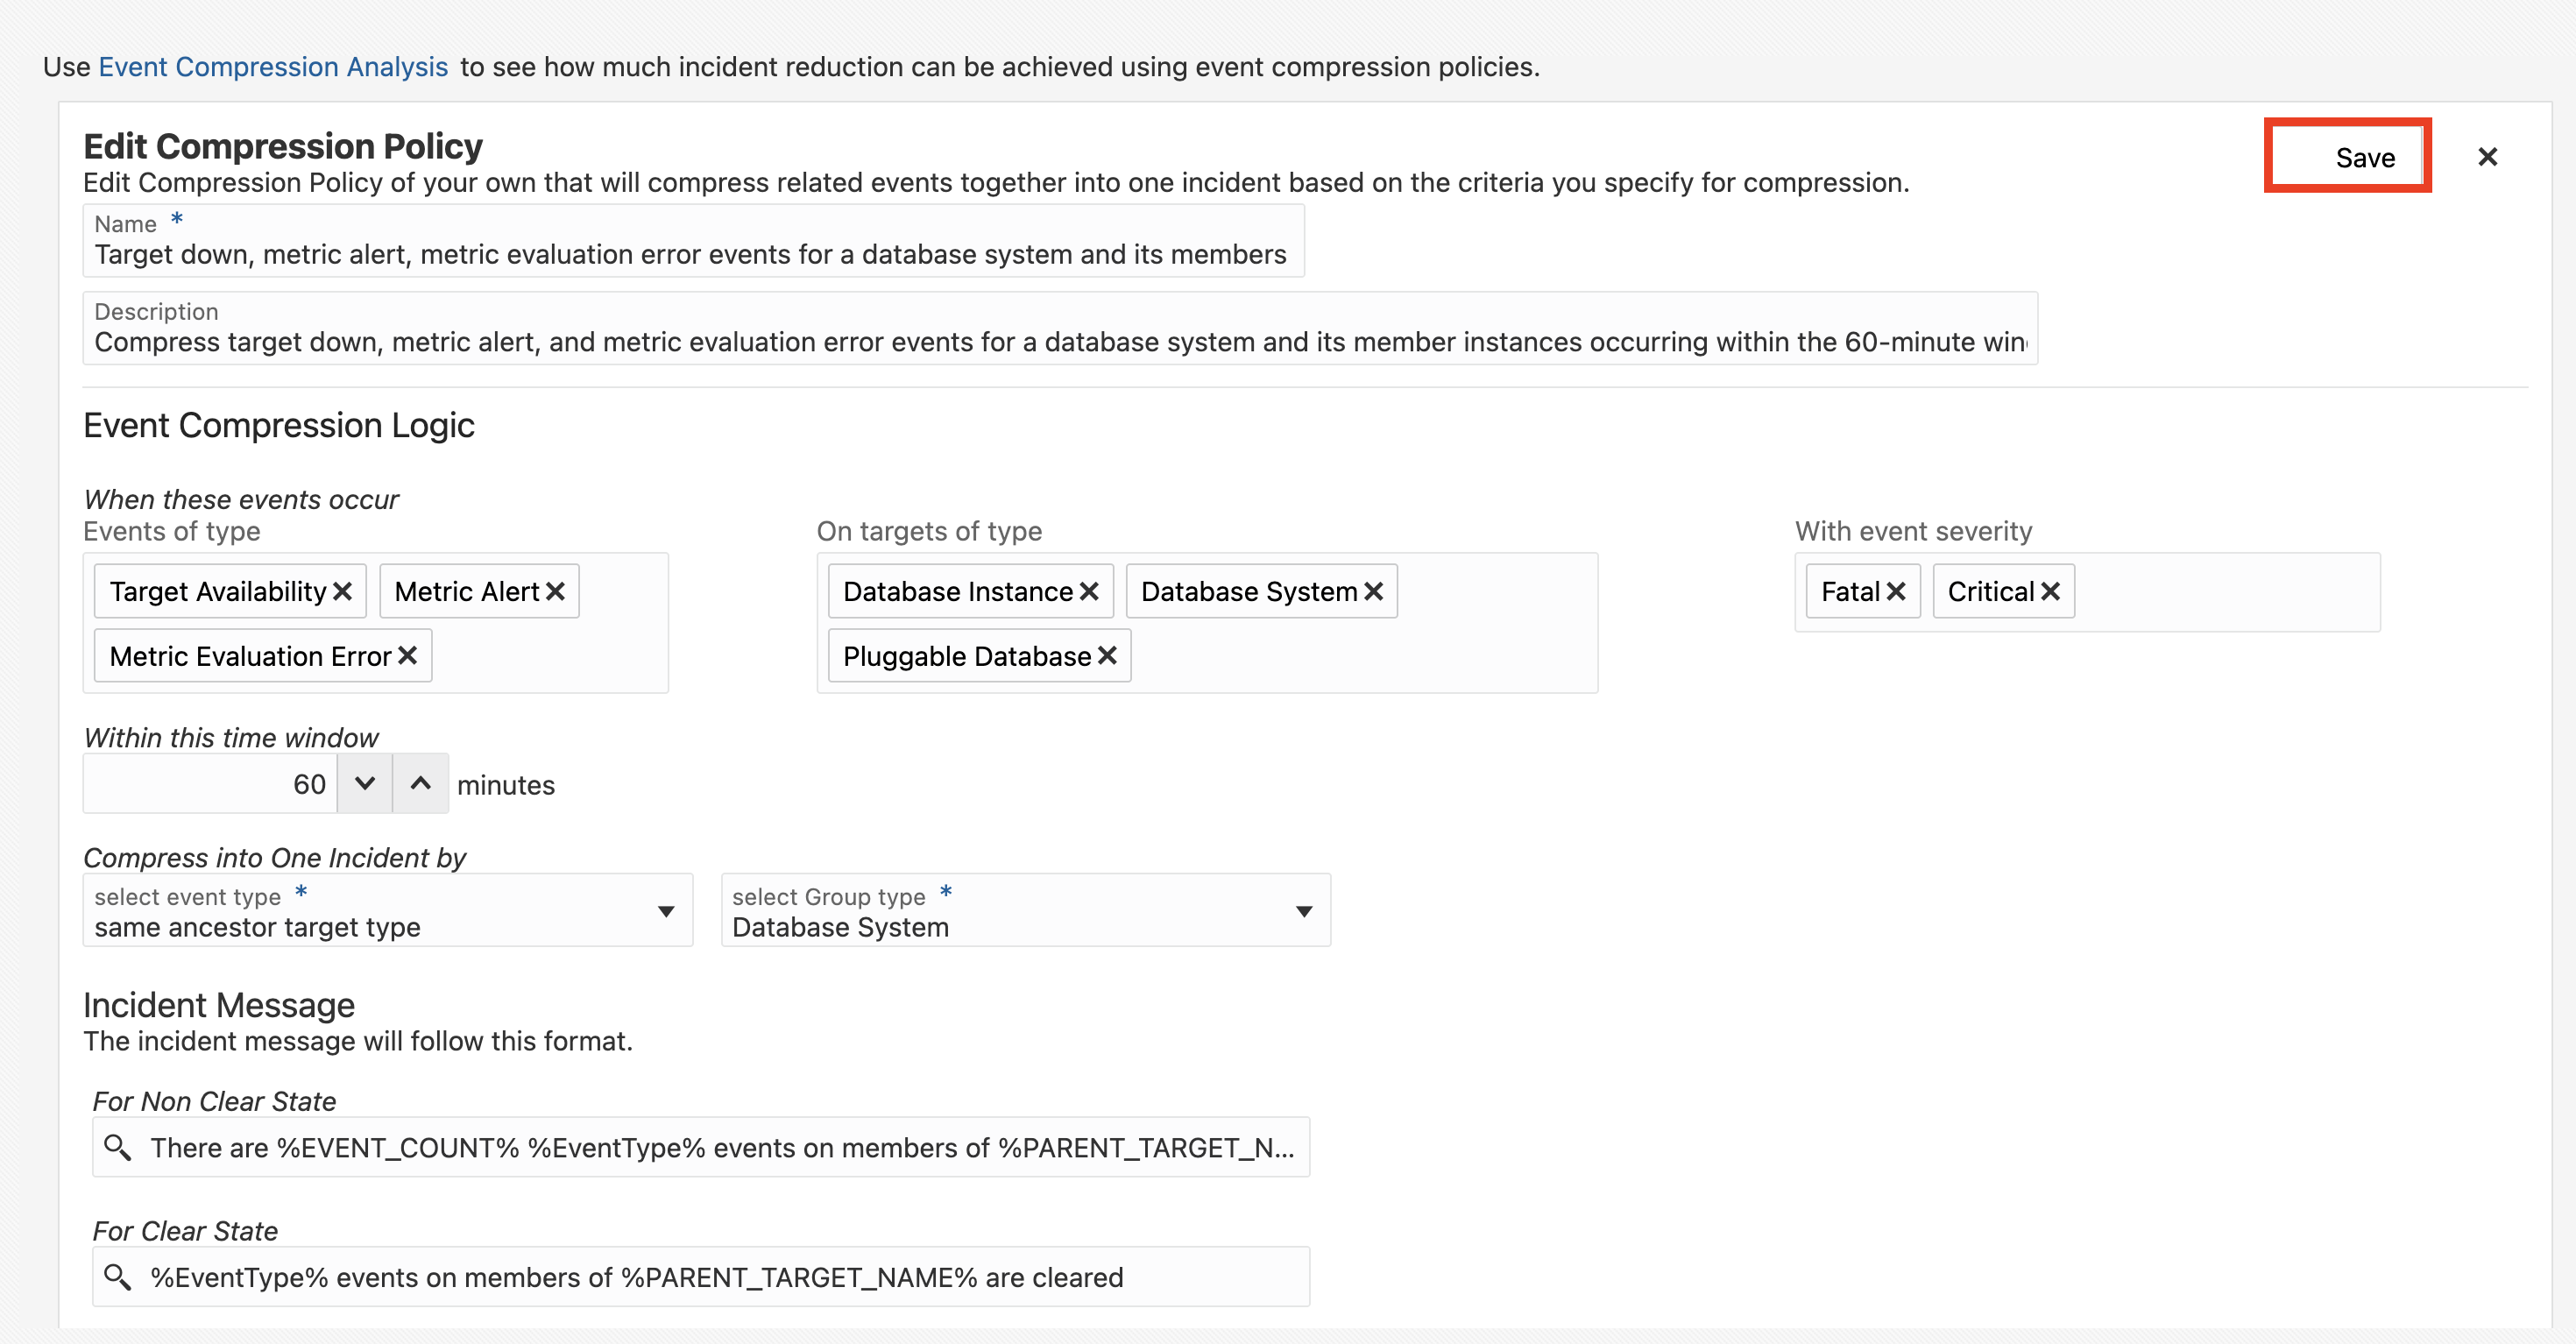 Use Event Compression Analysis to see how much incident reduction can be achieved using event compression policies.
Edit Compression Policy
Save
Edit Compression Policy of your own that will compress related events together into one incident based on the criteria you specify for compression.
Name *
Target down, metric alert, metric evaluation error events for a database system and its members
Description
Compress target down, metric alert, and metric evaluation error events for a database system and its member instances occurring within the 60-minute win
Event Compression Logic
When these events occur
Events of type
On targets of type
With event severity
Target Availability Metric Alert
Database Instance Database System
Fatal Critical
Metric Evaluation Error
Pluggable Database
Within this time window
60 minutes
Compress into One Incident by
select event type *
select Group type *
same ancestor target type
Database System
Incident Message
The incident message will follow this format.
For Non Clear State
There are %EVENT_COUNT% %EventType% events on members of %PARENT_TARGET_N...
For Clear State
%EventType% events on members of %PARENT_TARGET_NAME% are cleared